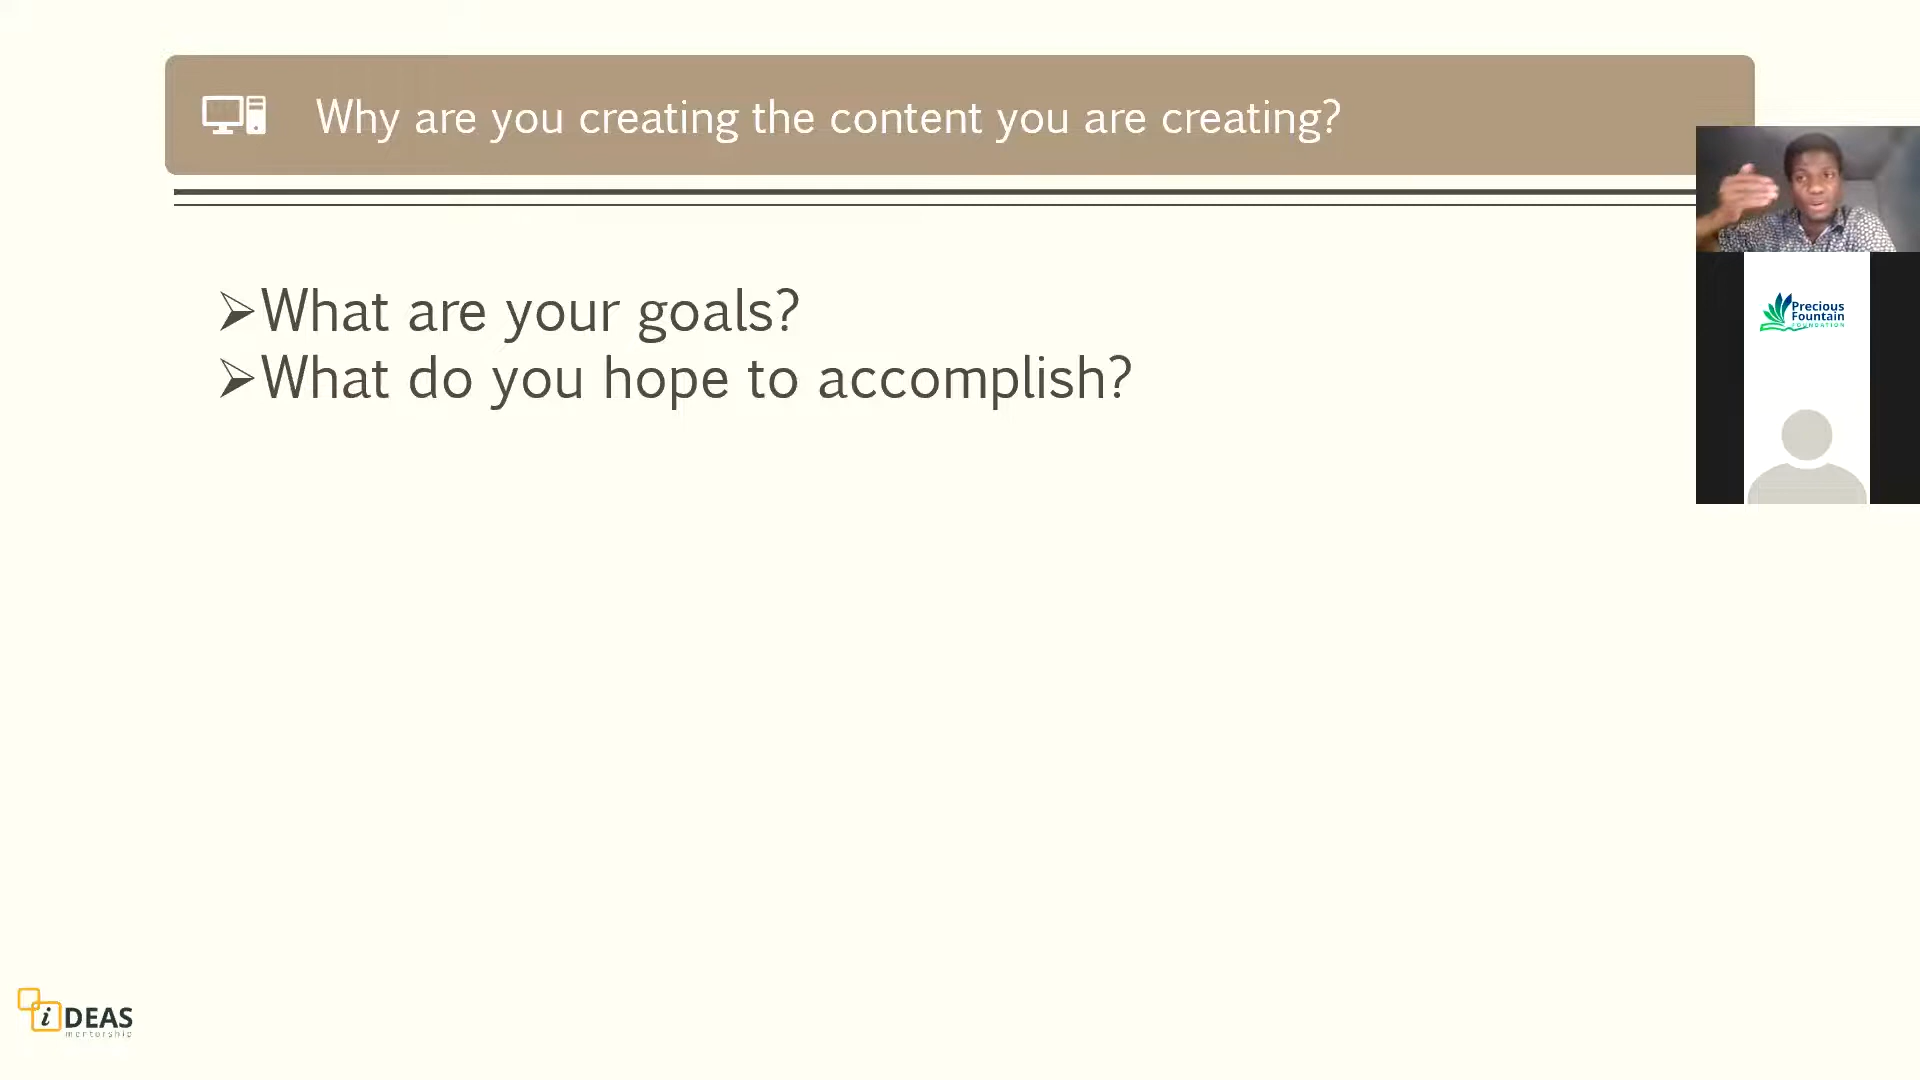 Why are you creating the content you are creating?
➢What are your goals?
➢What do you hope to accomplish?
Precious
Fountain
FOUNDATION
iDEAS
mentorship